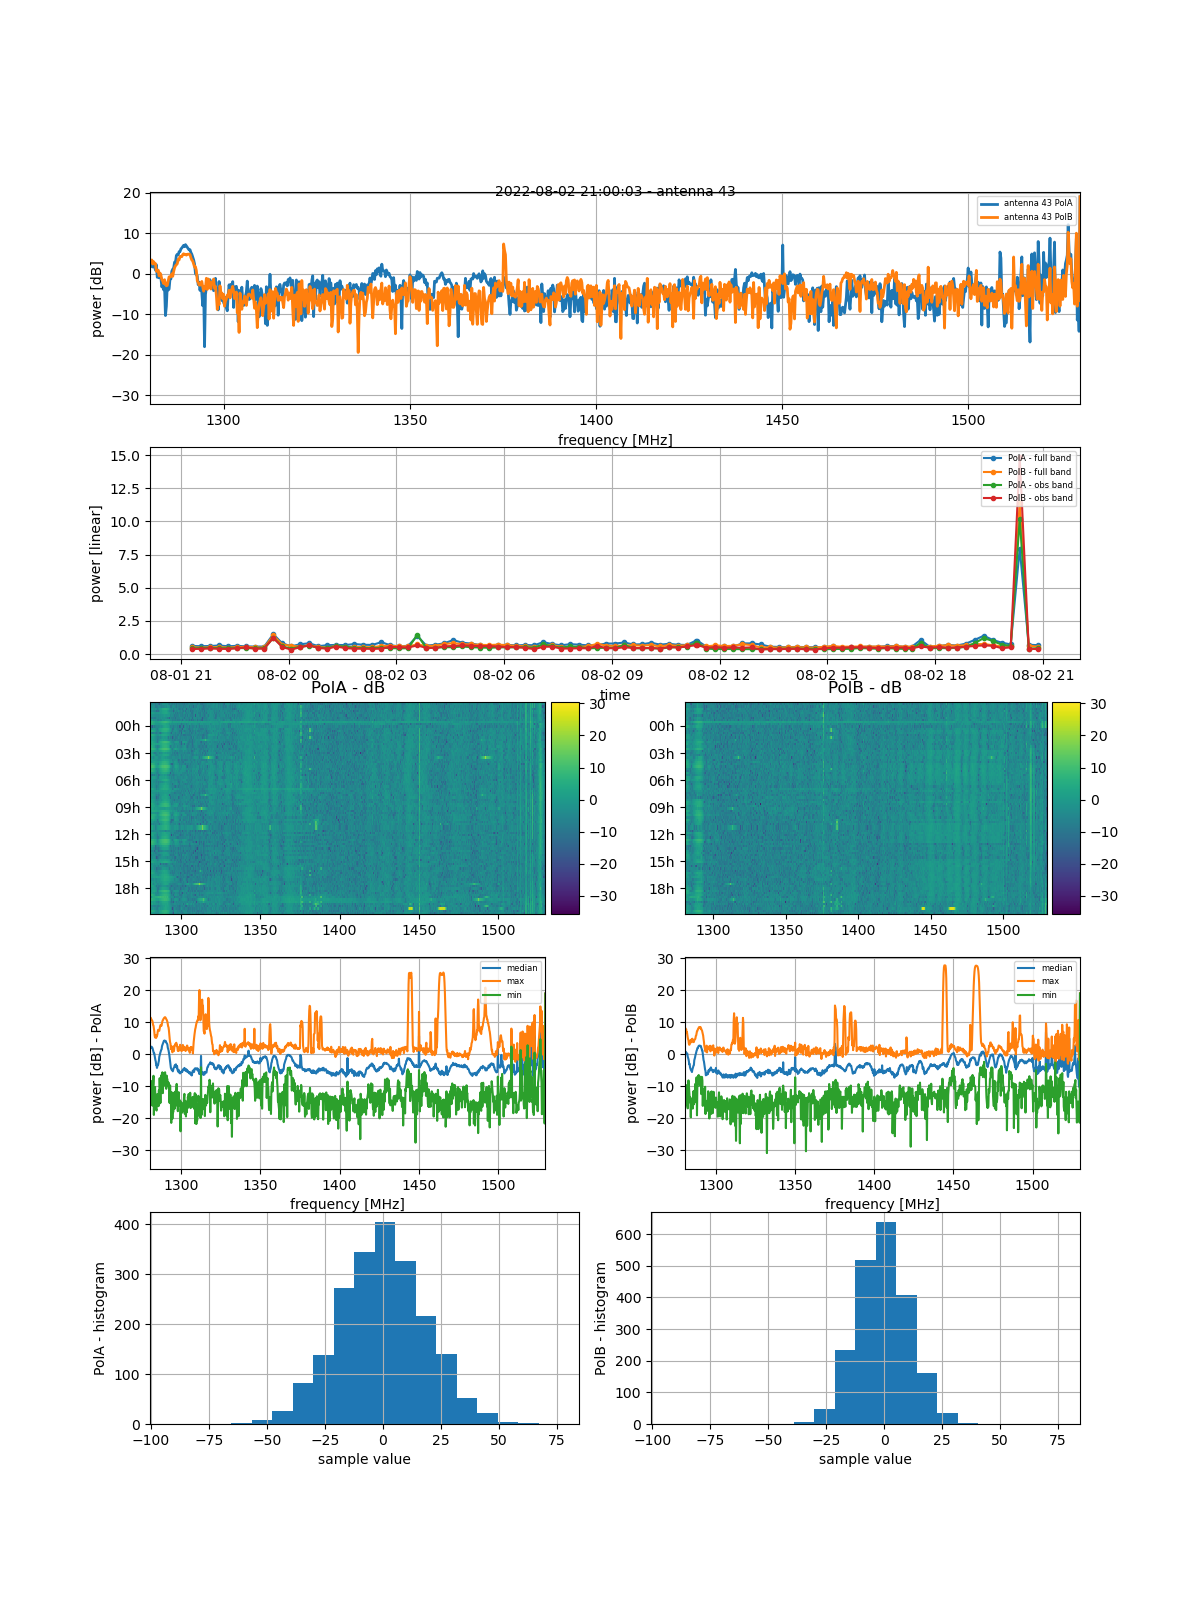 2022-08-02 21:00:03 - antenna 43
20
10
0
−10
−20
−30
power [dB]
antenna 43 PolA
antenna 43 PolB
1300 1350 1400 1450 1500
frequency [MHz]
15.0
12.5
10.0
7.5
5.0
2.5
0.0
power [linear]
PolA - full band
PolB - full band
PolA - obs band
PolB - obs band
08-01 21 08-02 00 08-02 03 08-02 06 08-02 09 08-02 12 08-02 15 08-02 18 08-02 21
time
PolA - dB
00h
03h
06h
09h
12h
15h
18h
1300 1350 1400 1450 1500
30
20
10
0
−10
−20
−30
PolB - dB
00h
03h
06h
09h
12h
15h
18h
1300 1350 1400 1450 1500
30
20
10
0
−10
−20
−30
30
20
10
0
−10
−20
−30
power [dB] - PolA
median
max
min
1300 1350 1400 1450 1500
frequency [MHz]
30
20
10
0
−10
−20
−30
power [dB] - PolB
median
max
min
1300 1350 1400 1450 1500
frequency [MHz]
400
300
200
100
0
PolA - histogram
−100 −75 −50 −25 0 25 50 75
sample value
600
500
400
300
200
100
0
PolB - histogram
−100 −75 −50 −25 0 25 50 75
sample value